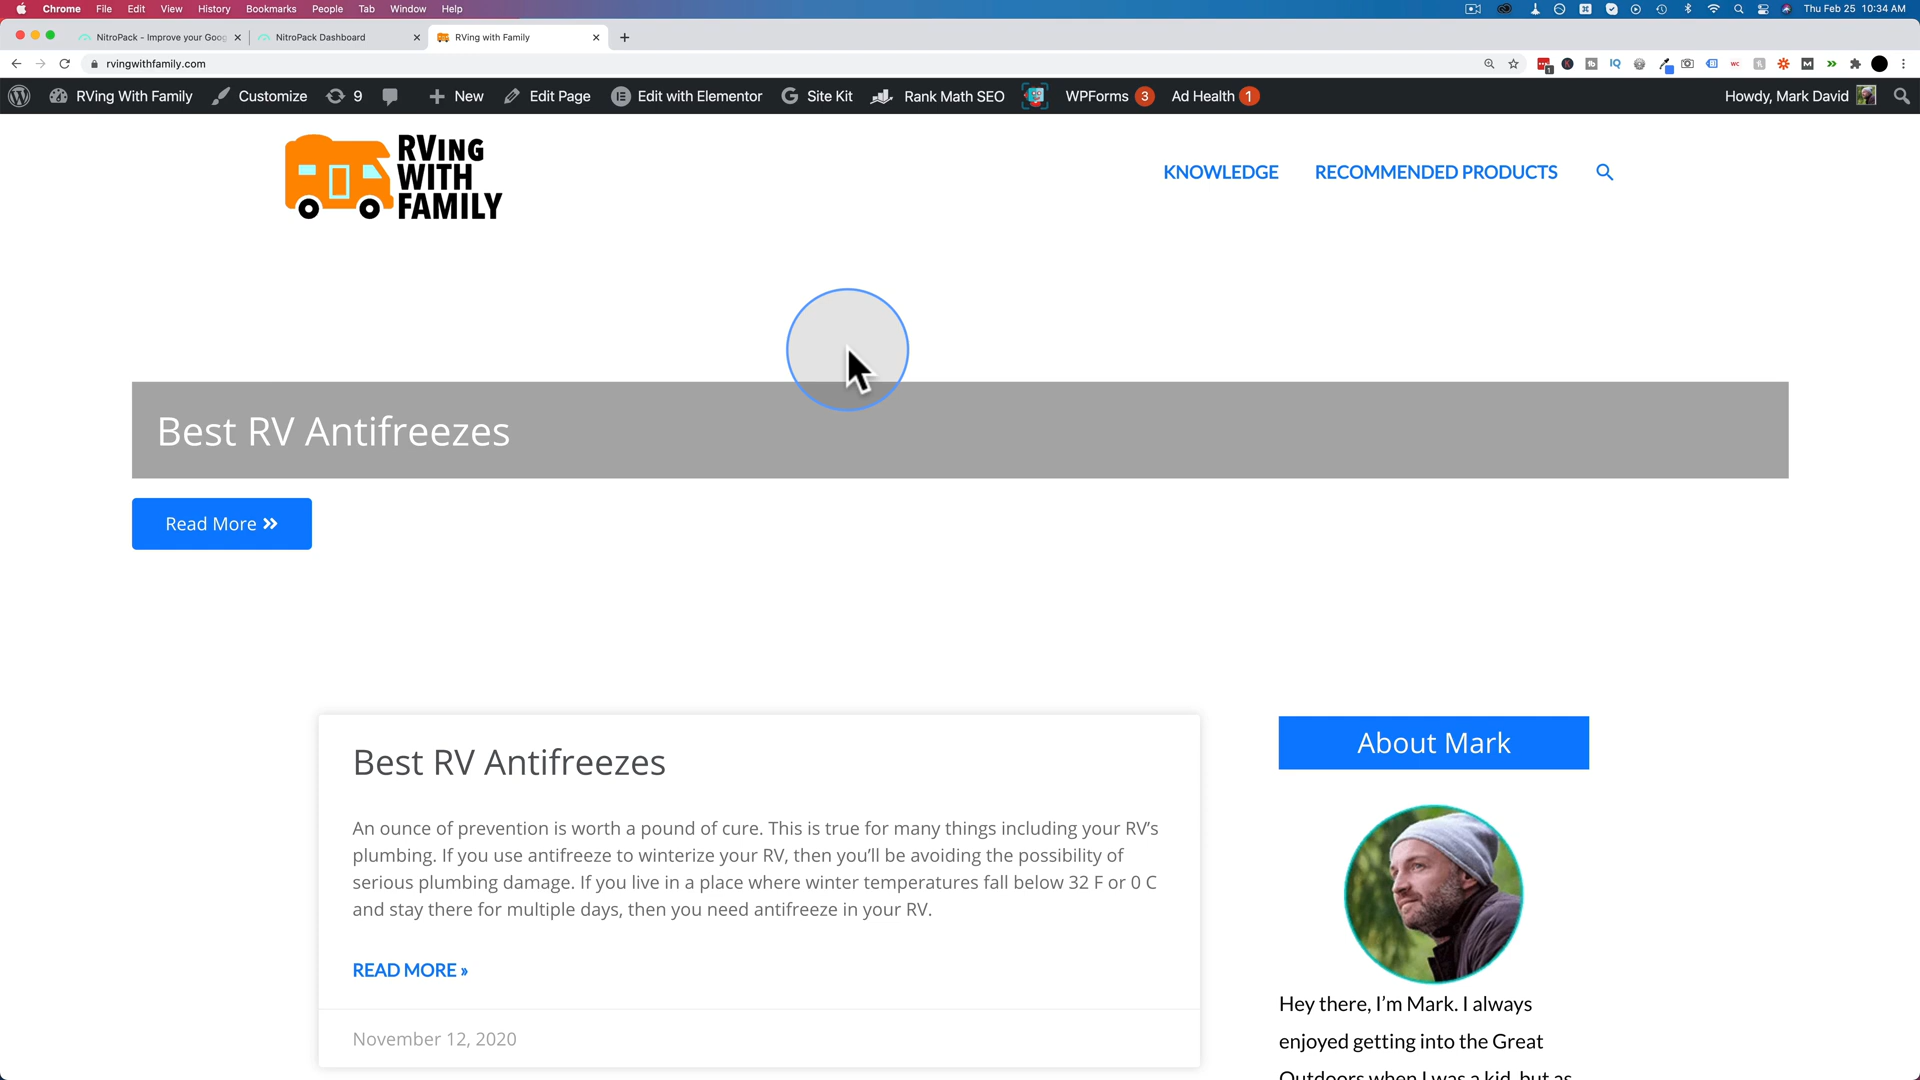 Chrome File Edit View History Bookmarks People Tab Window Help Thu Feb 25 10:34 AM
NitroPack - Improve your Goog NitroPack Dashboard RVing with Family
rvingwithfamily.com
RVing With Family Customize 9 New Edit Page Edit with Elementor Site Kit Rank Math SEO WPForms 3 Ad Health 1 Howdy, Mark David
RVING
WITH
FAMILY
KNOWLEDGE RECOMMENDED PRODUCTS
Best RV Antifreezes
Read More »
Best RV Antifreezes
An ounce of prevention is worth a pound of cure. This is true for many things including your RV's
plumbing. If you use antifreeze to winterize your RV, then you'll be avoiding the possibility of
serious plumbing damage. If you live in a place where winter temperatures fall below 32 F or 0 C
and stay there for multiple days, then you need antifreeze in your RV.
READ MORE »
November 12, 2020
About Mark
Hey there, I'm Mark. I always
enjoyed getting into the Great
Outdoors when I was a kid, but as